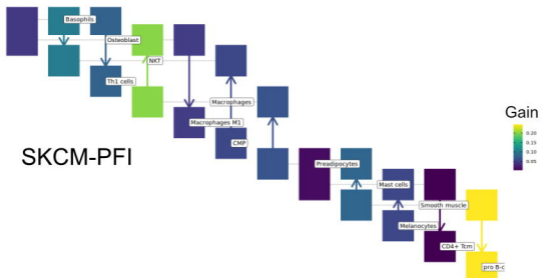 Basophils
Osteoblast
NKT
Th1 cells
Macrophages
Gain
Macrophages M1
0.20
0.15
0.10
0.05
CMP
SKCM-PFI
Preadipocytes
Mast cells
Smooth muscle
Melanocytes
CD4+ Tcm
pro B-c